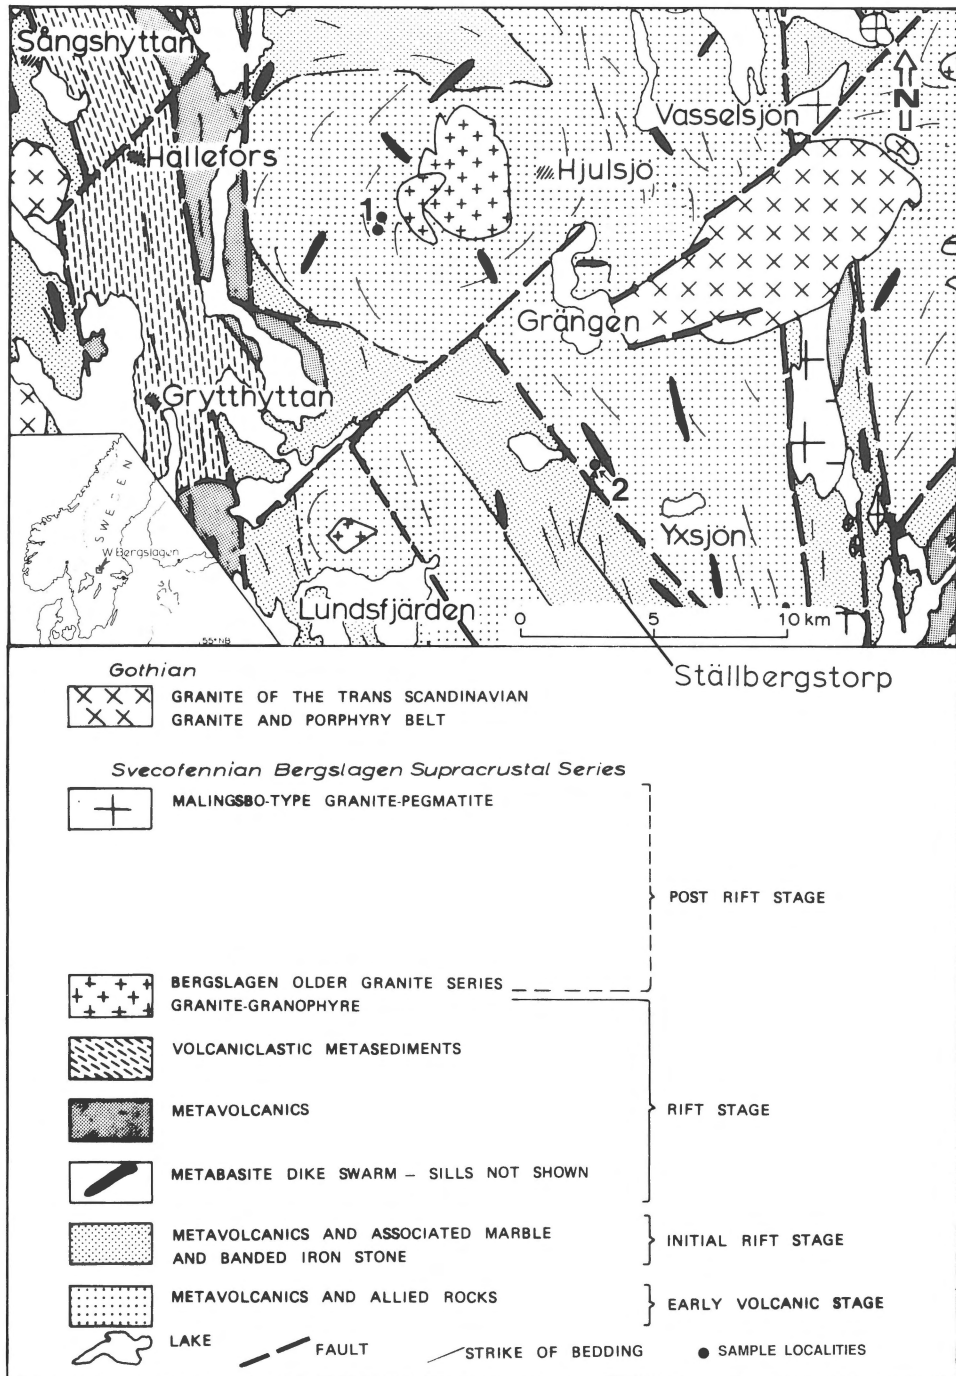 Sångshyttan
Vasselsjön
N
Hällefors
Hjulsjö
1
Grängen
Grytthyttan
2
Yxsjön
SWEDEN
W Bergslagen
55°NB
Lundsfjärden
0 5 10 km
Ställbergstorp
Gothian
GRANITE OF THE TRANS SCANDINAVIAN
GRANITE AND PORPHYRY BELT
Svecofennian Bergslagen Supracrustal Series
MALINGSBO-TYPE GRANITE-PEGMATITE
POST RIFT STAGE
BERGSLAGEN OLDER GRANITE SERIES
GRANITE-GRANOPHYRE
VOLCANICLASTIC METASEDIMENTS
METAVOLCANICS
RIFT STAGE
METABASITE DIKE SWARM – SILLS NOT SHOWN
METAVOLCANICS AND ASSOCIATED MARBLE
AND BANDED IRON STONE
INITIAL RIFT STAGE
METAVOLCANICS AND ALLIED ROCKS
EARLY VOLCANIC STAGE
LAKE
FAULT
STRIKE OF BEDDING
SAMPLE LOCALITIES